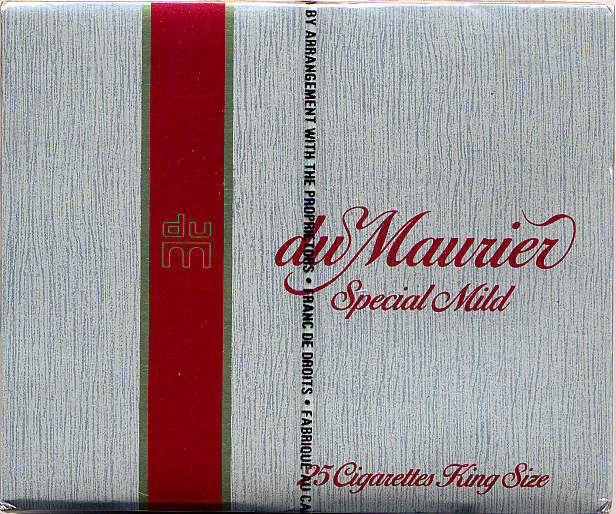 BY ARRANGEMENT WITH THE PROPRIETORS • FRANC DE DROITS • FABRIQUÉ AU CA
du
m
du Maurier
Special Mild
25 Cigarettes King Size